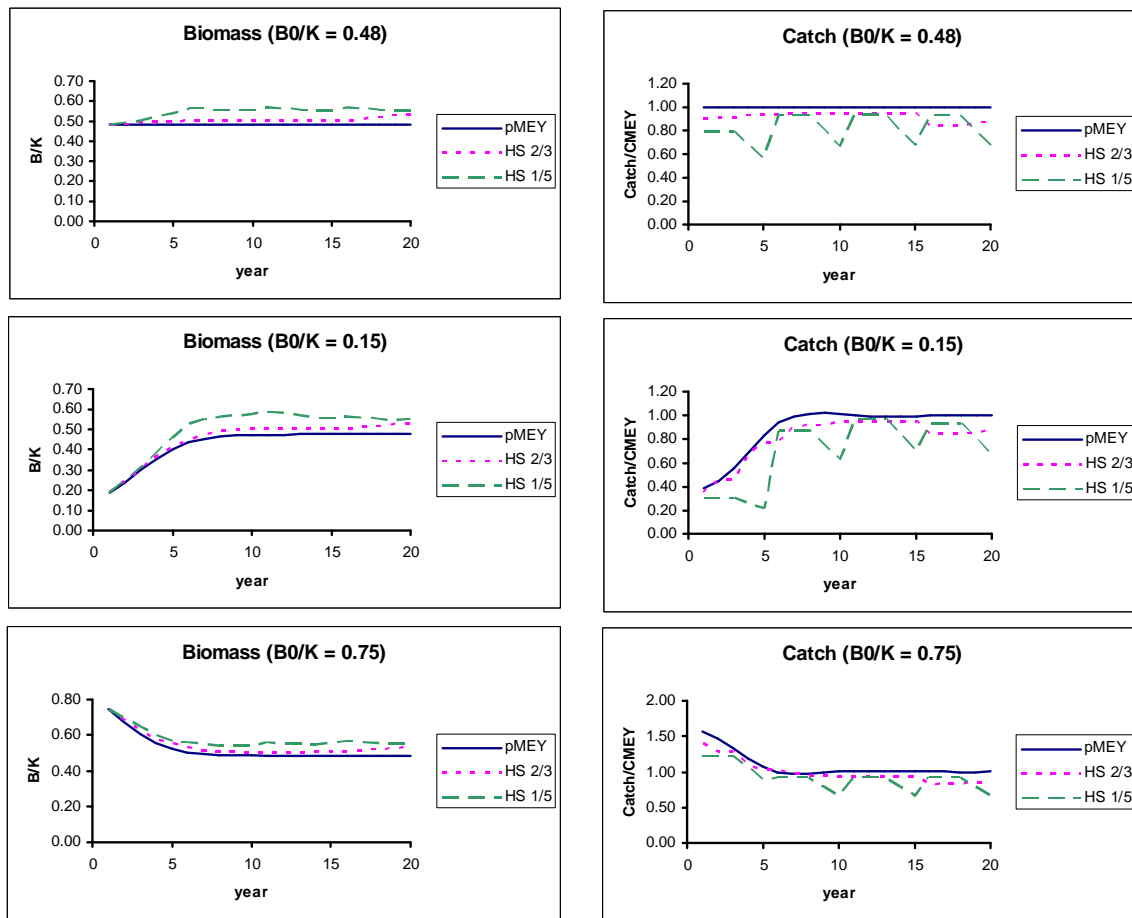 Biomass (B0/K = 0.48)
0.70
0.60
0.50
0.40
0.30
0.20
0.10
0.00
B/K
0 5 10 15 20
year
pMEY
HS 2/3
HS 1/5
Catch (B0/K = 0.48)
1.20
1.00
0.80
0.60
0.40
0.20
0.00
Catch/CMEY
0 5 10 15 20
year
pMEY
HS 2/3
HS 1/5
Biomass (B0/K = 0.15)
0.70
0.60
0.50
0.40
0.30
0.20
0.10
0.00
B/K
0 5 10 15 20
year
pMEY
HS 2/3
HS 1/5
Catch (B0/K = 0.15)
1.20
1.00
0.80
0.60
0.40
0.20
0.00
Catch/CMEY
0 5 10 15 20
year
pMEY
HS 2/3
HS 1/5
Biomass (B0/K = 0.75)
0.80
0.60
0.40
0.20
0.00
B/K
0 5 10 15 20
year
pMEY
HS 2/3
HS 1/5
Catch (B0/K = 0.75)
2.00
1.50
1.00
0.50
0.00
Catch/CMEY
0 5 10 15 20
year
pMEY
HS 2/3
HS 1/5